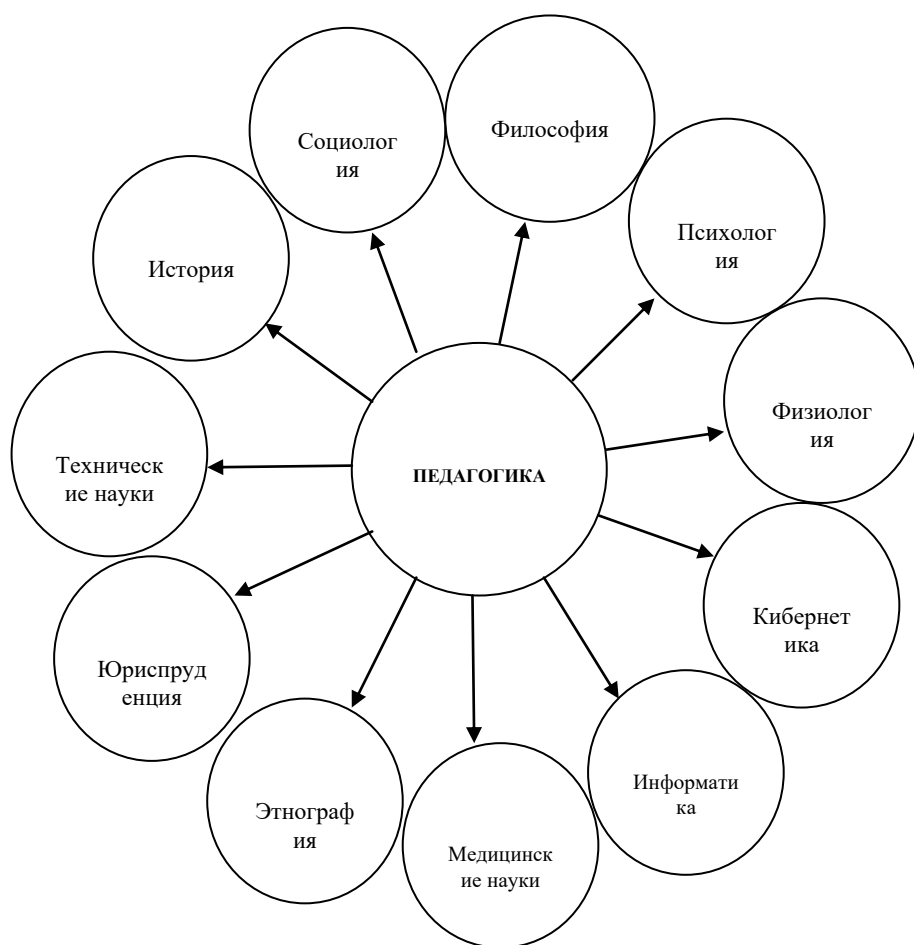 Философия
Социолог
ия
Психолог
ия
История
Физиолог
ия
Техническ
ие науки
ПЕДАГОГИКА
Кибернет
ика
Юриспруд
енция
Информати
ка
Этнограф
ия
Медицинск
ие науки